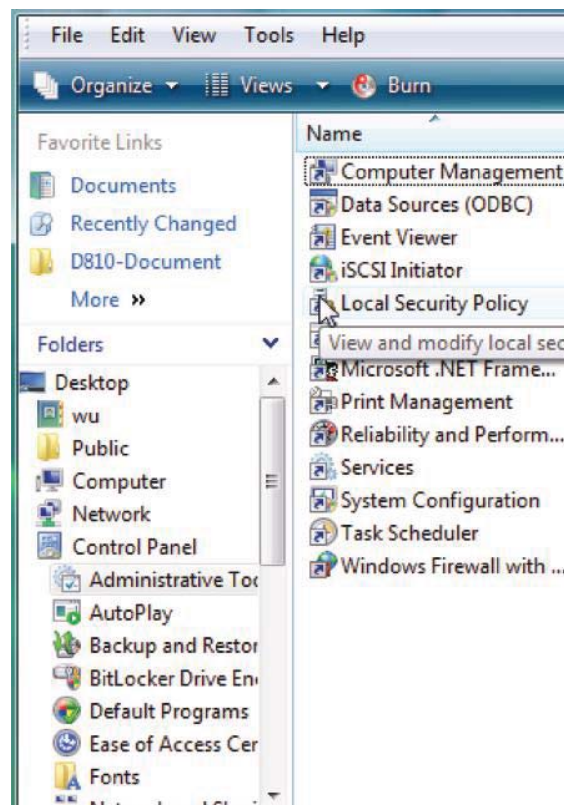 File Edit View Tools Help
Organize Views Burn
Favorite Links
Documents
Recently Changed
D810-Document
More »
Folders
Desktop
wu
Public
Computer
Network
Control Panel
Administrative Too
AutoPlay
Backup and Restor
BitLocker Drive En
Default Programs
Ease of Access Cer
Fonts
Name
Computer Management
Data Sources (ODBC)
Event Viewer
iSCSI Initiator
Local Security Policy
View and modify local sec
Microsoft .NET Frame...
Print Management
Reliability and Perform...
Services
System Configuration
Task Scheduler
Windows Firewall with ...